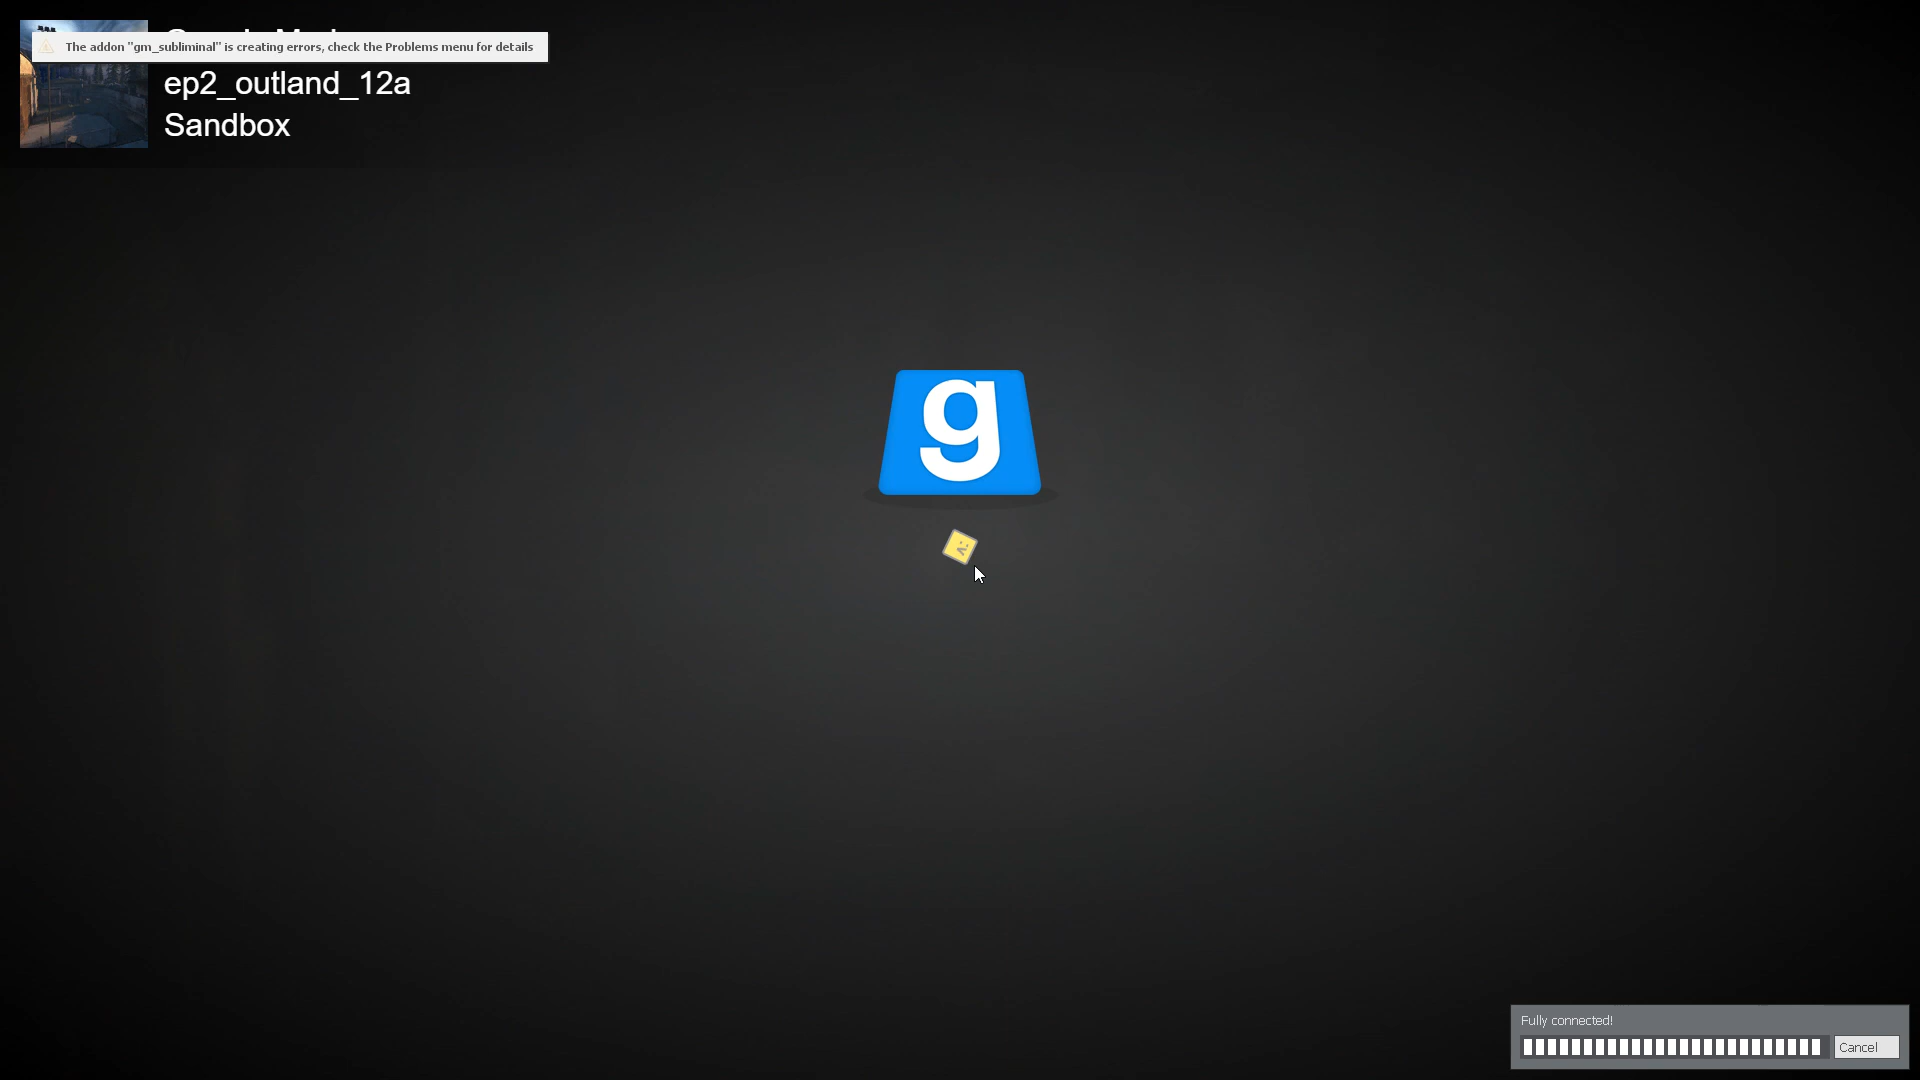 The addon "gm_subliminal" is creating errors, check the Problems menu for details
ep2_outland_12a
Sandbox
g
Fully connected!
Cancel